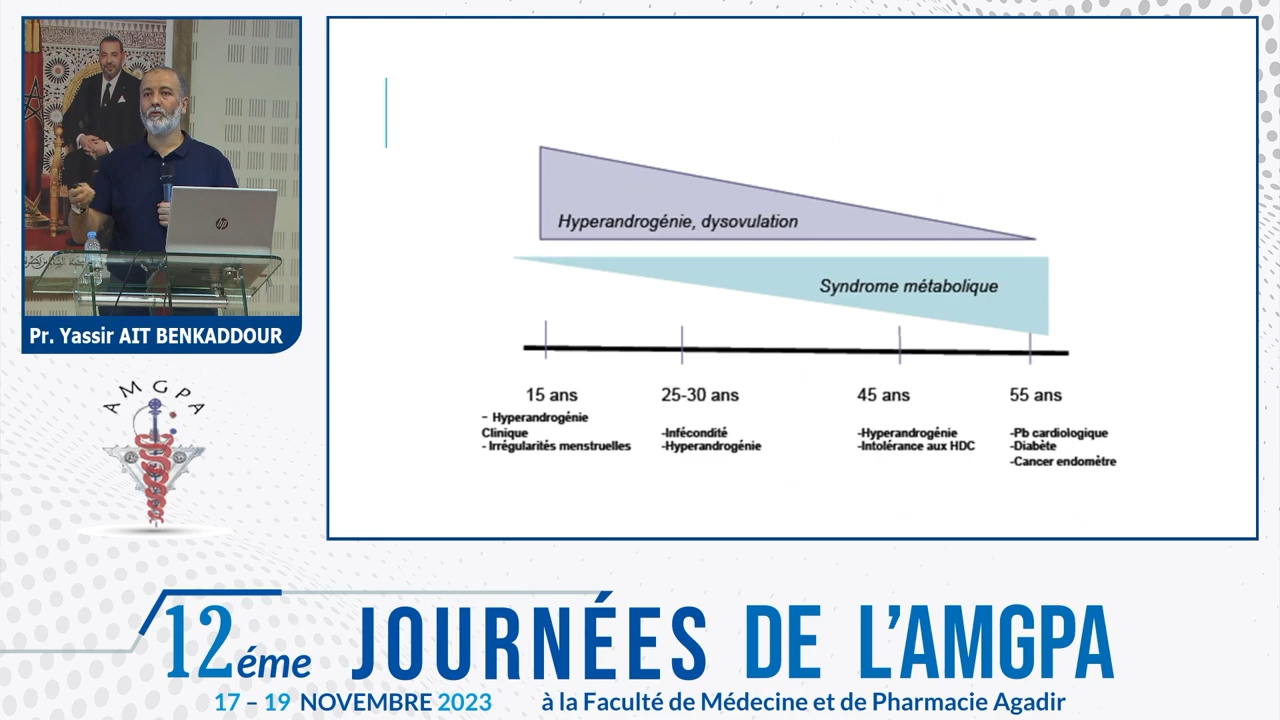 Pr. Yassir AIT BENKADDOUR
AMGPA
hp
Hyperandrogénie, dysovulation
Syndrome métabolique
15 ans
25-30 ans
45 ans
55 ans
- Hyperandrogénie
Clinique
- Irrégularités menstruelles
-Infécondité
-Hyperandrogénie
-Hyperandrogénie
-Intolérance aux HDC
-Pb cardiologique
-Diabète
-Cancer endomètre
12éme JOURNÉES DE L'AMGPA
17 – 19 NOVEMBRE 2023 à la Faculté de Médecine et de Pharmacie Agadir